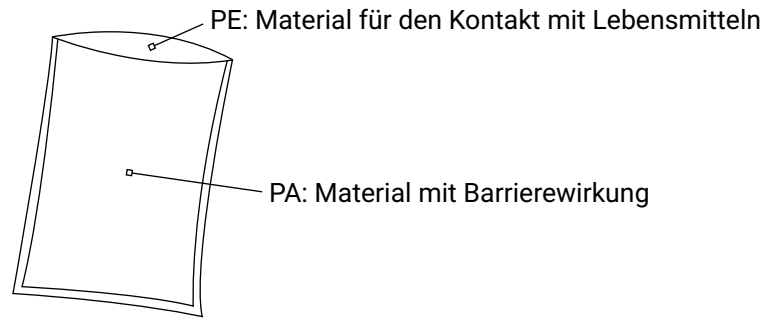 PE: Material für den Kontakt mit Lebensmitteln
PA: Material mit Barrierewirkung